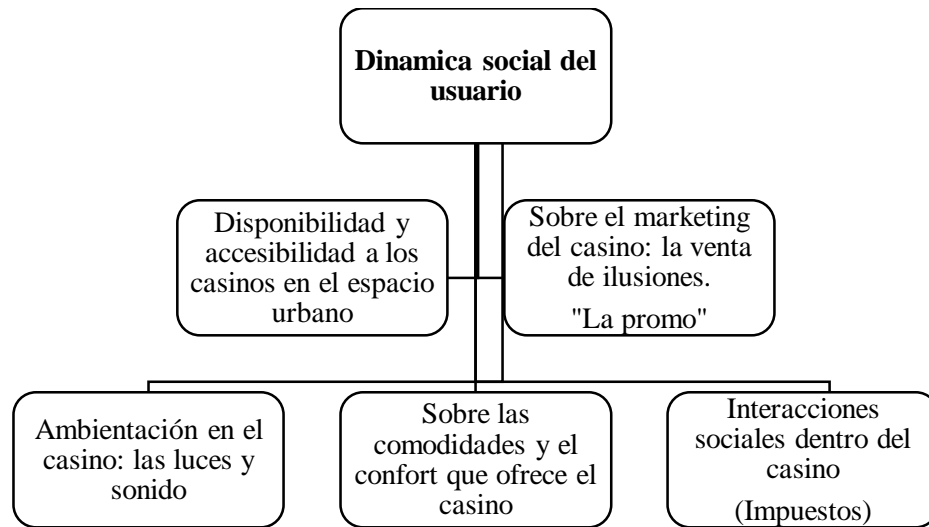 Dinamica social del
usuario
Disponibilidad y
accesibilidad a los
casinos en el espacio
urbano
Sobre el marketing
del casino: la venta
de ilusiones.
"La promo"
Ambientación en el
casino: las luces y
sonido
Sobre las
comodidades y el
confort que ofrece el
casino
Interacciones
sociales dentro del
casino
(Impuestos)